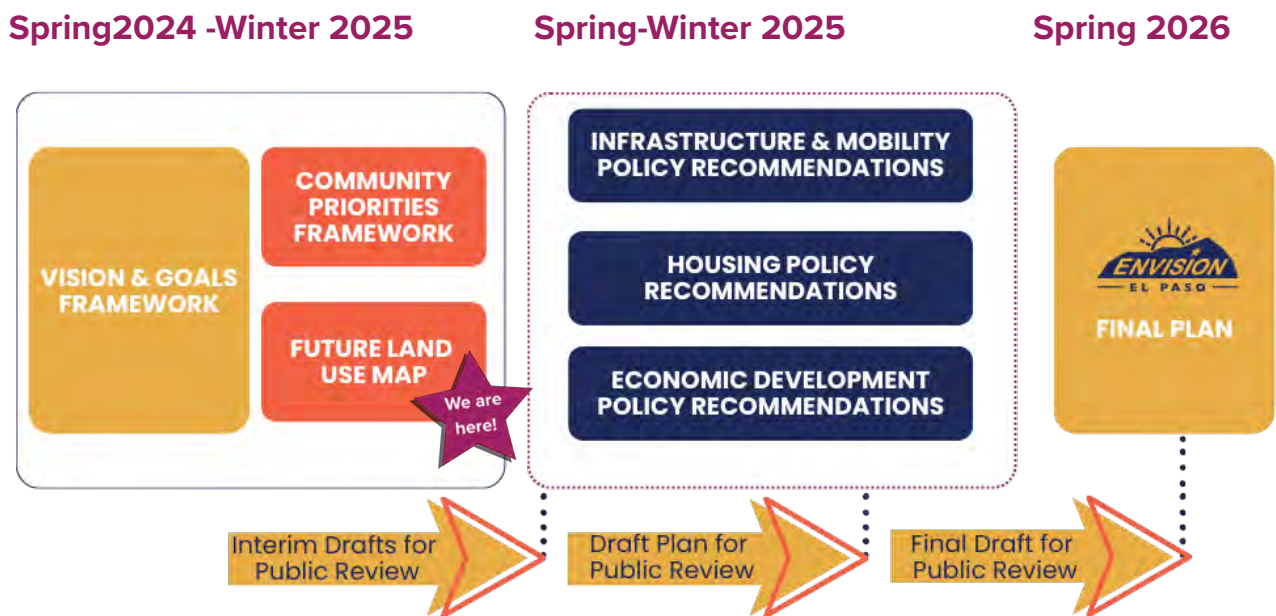 Spring2024 -Winter 2025
Spring-Winter 2025
Spring 2026
VISION & GOALS
FRAMEWORK
COMMUNITY
PRIORITIES
FRAMEWORK
FUTURE LAND
USE MAP
We are
here!
INFRASTRUCTURE & MOBILITY
POLICY RECOMMENDATIONS
HOUSING POLICY
RECOMMENDATIONS
ECONOMIC DEVELOPMENT
POLICY RECOMMENDATIONS
ENVISION
EL PASO
FINAL PLAN
Interim Drafts for
Public Review
Draft Plan for
Public Review
Final Draft for
Public Review